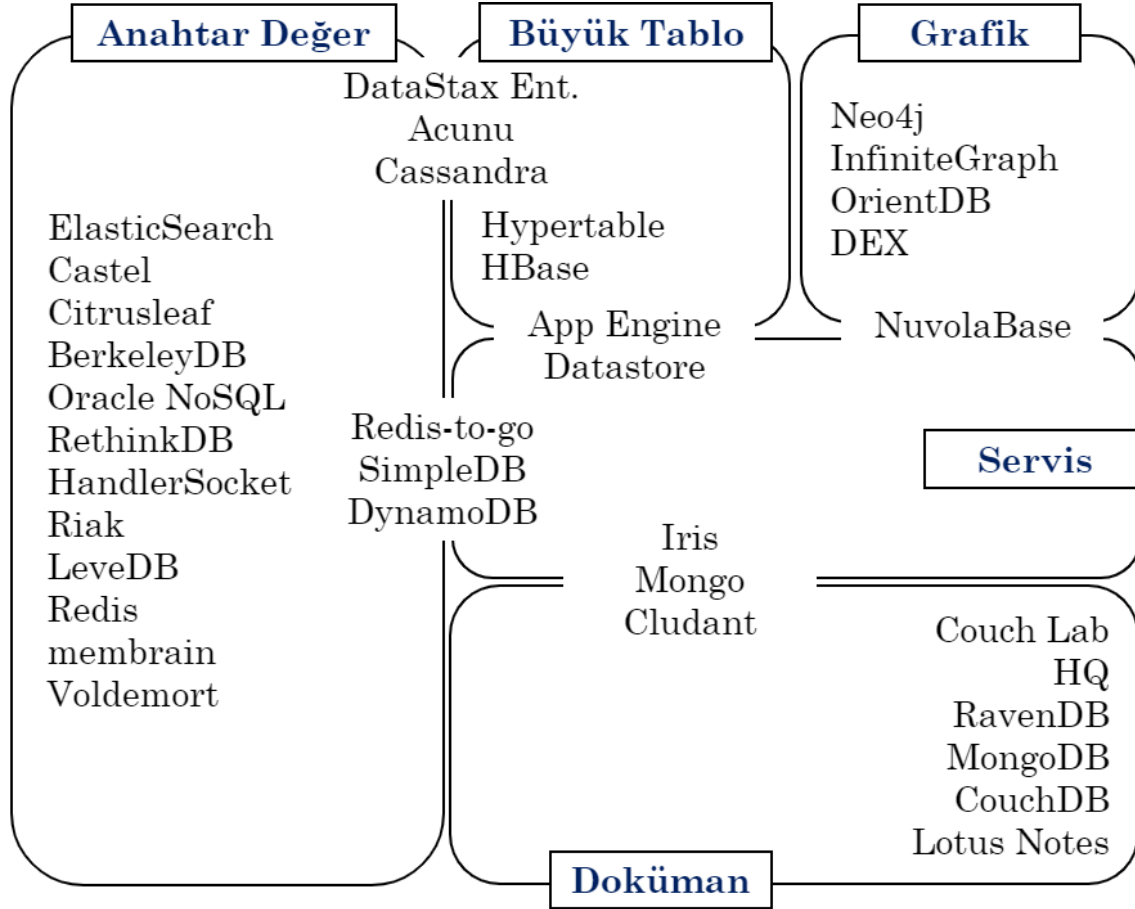 Anahtar Değer
Büyük Tablo
Grafik
DataStax Ent.
Acunu
Cassandra
ElasticSearch
Castel
Citrusleaf
BerkeleyDB
Oracle NoSQL
RethinkDB
HandlerSocket
Riak
LeveDB
Redis
membrain
Voldemort
Hypertable
HBase
Neo4j
InfiniteGraph
OrientDB
DEX
App Engine
Datastore
NuvolaBase
Redis-to-go
SimpleDB
DynamoDB
Servis
Iris
Mongo
Cludant
Couch Lab
HQ
RavenDB
MongoDB
CouchDB
Lotus Notes
Doküman